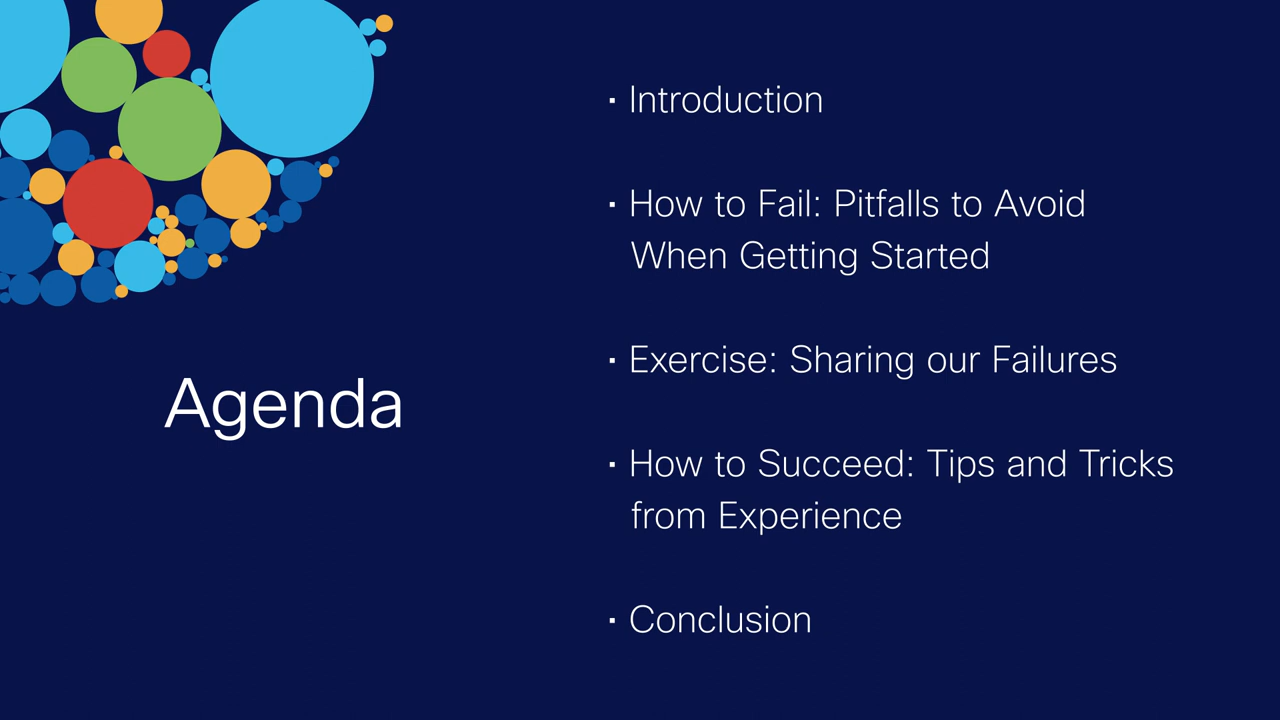 Agenda
· Introduction
· How to Fail: Pitfalls to Avoid
When Getting Started
· Exercise: Sharing our Failures
· How to Succeed: Tips and Tricks
from Experience
· Conclusion